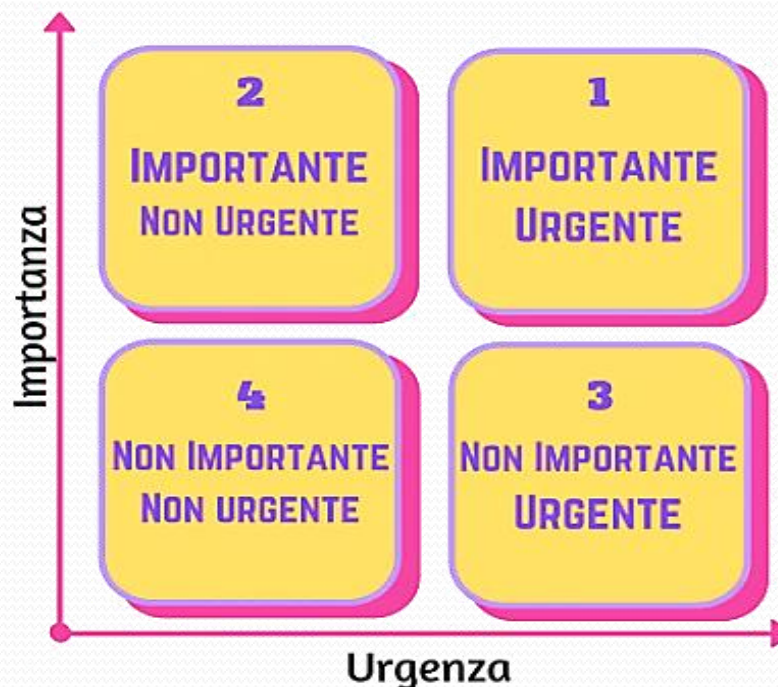 2
IMPORTANTE
NON URGENTE
1
IMPORTANTE
URGENTE
Importanza
4
NON IMPORTANTE
NON URGENTE
3
NON IMPORTANTE
URGENTE
Urgenza